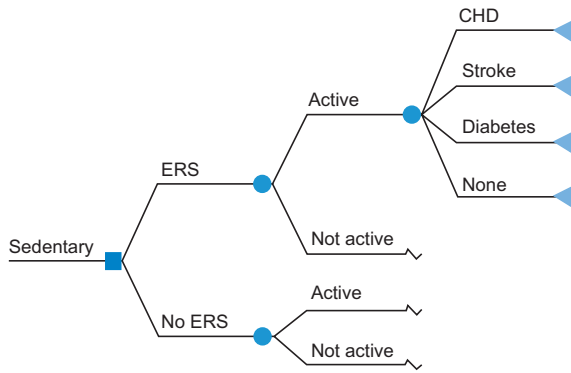 CHD
Stroke
Active
Diabetes
ERS
None
Sedentary
Not active
Active
No ERS
Not active